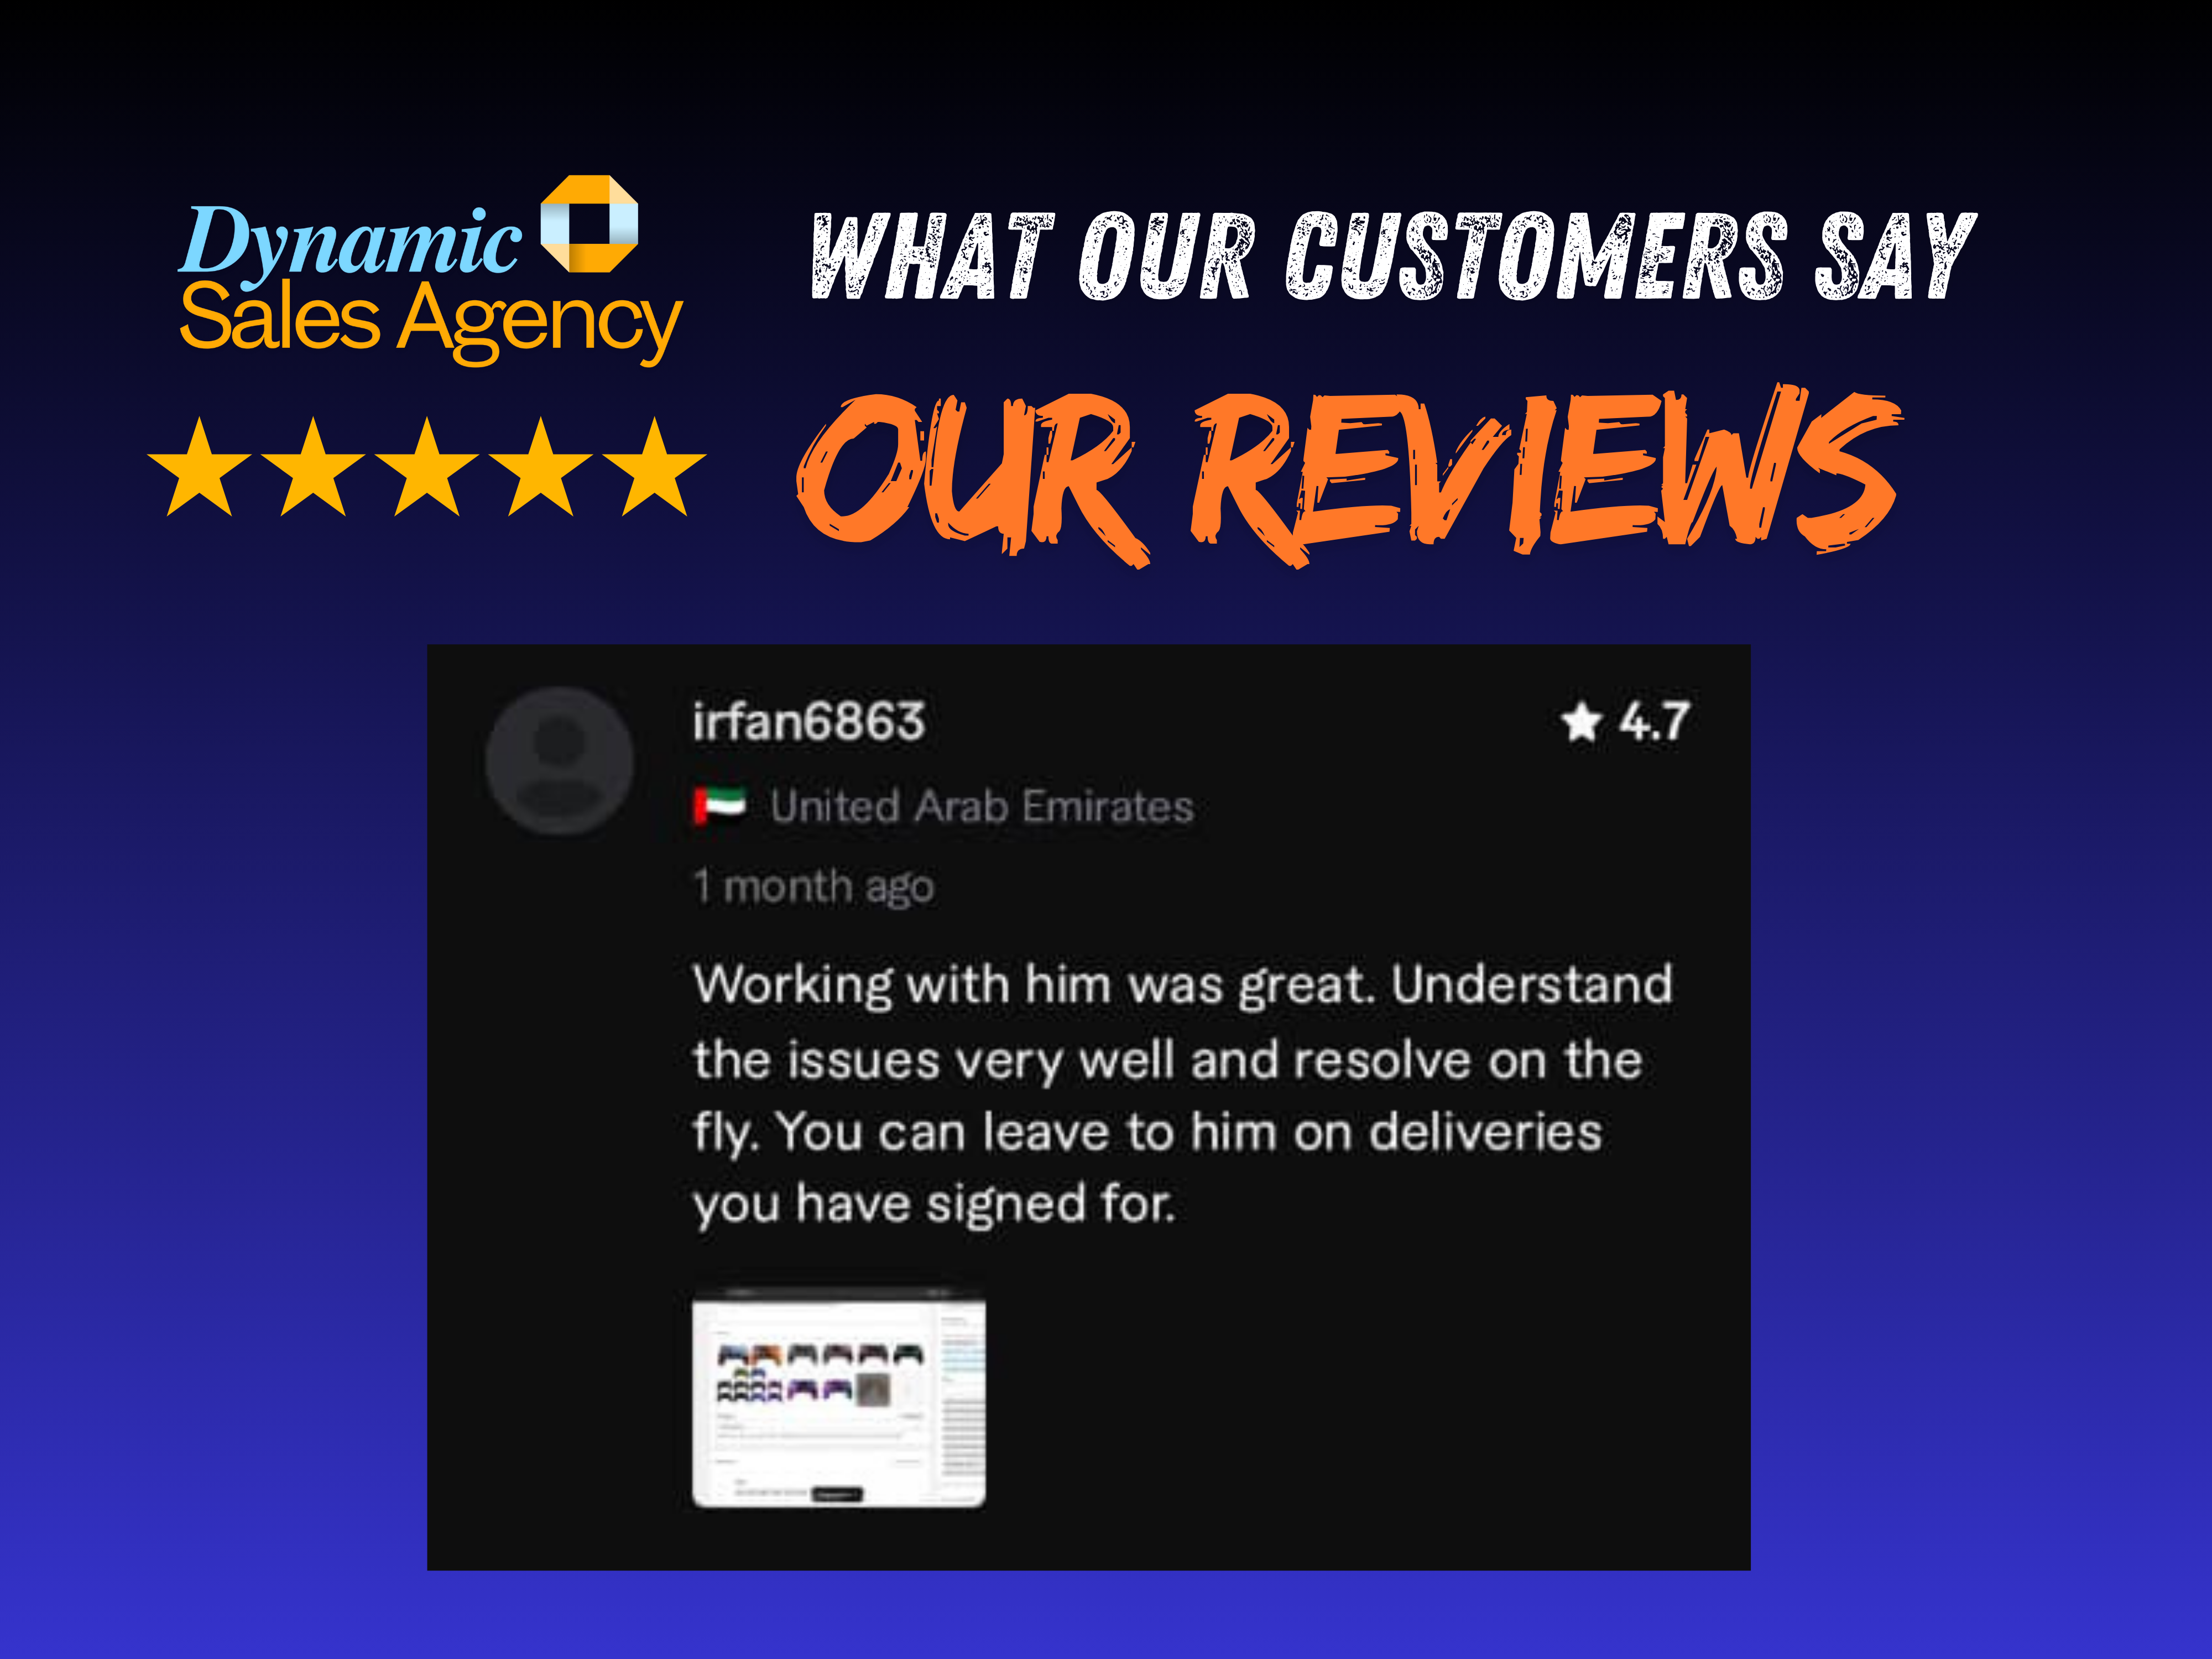 Dynamic
Sales Agency
WHAT OUR CUSTOMERS SAY
OUR REVIEWS
irfan6863
★ 4.7
United Arab Emirates
1 month ago
Working with him was great. Understand
the issues very well and resolve on the
fly. You can leave to him on deliveries
you have signed for.